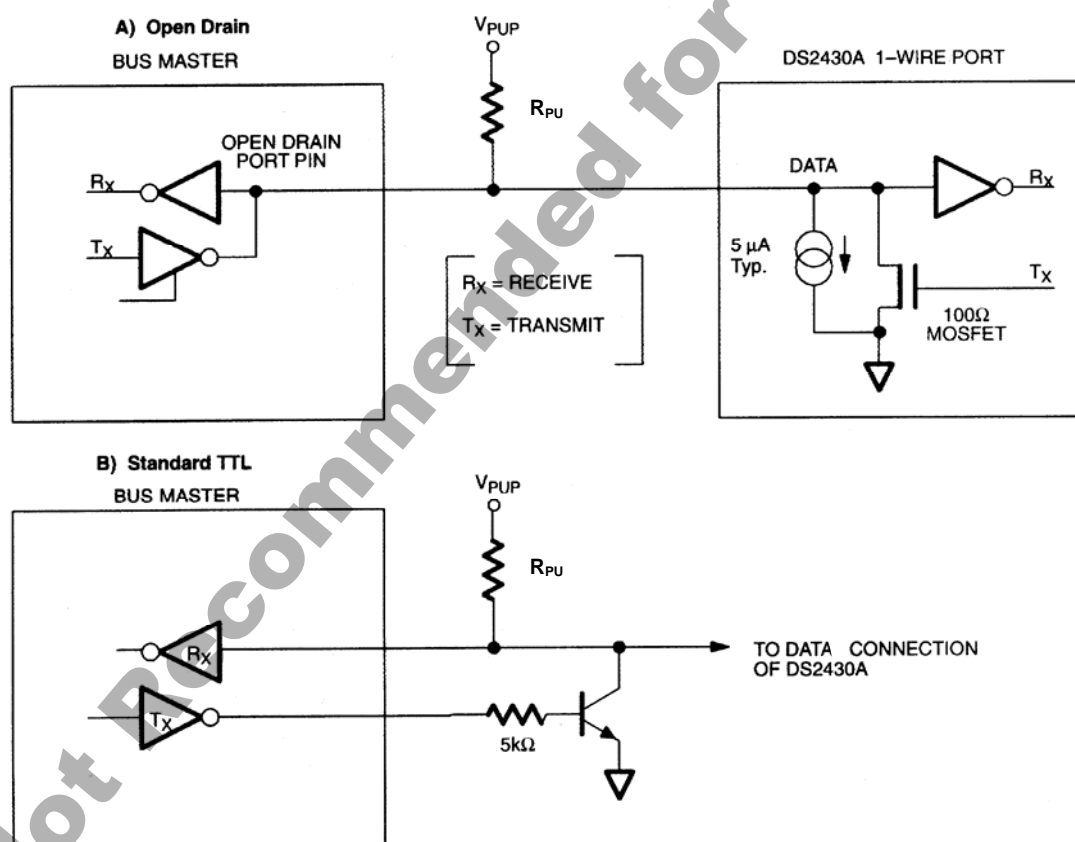 A) Open Drain
BUS MASTER
VPUP
RPU
DS2430A 1–WIRE PORT
OPEN DRAIN
PORT PIN
RX
TX
DATA
RX
5 μA
Typ.
TX
100Ω
MOSFET
RX = RECEIVE
TX = TRANSMIT
B) Standard TTL
BUS MASTER
VPUP
RPU
RX
TX
5kΩ
TO DATA CONNECTION
OF DS2430A
Not Recommended for